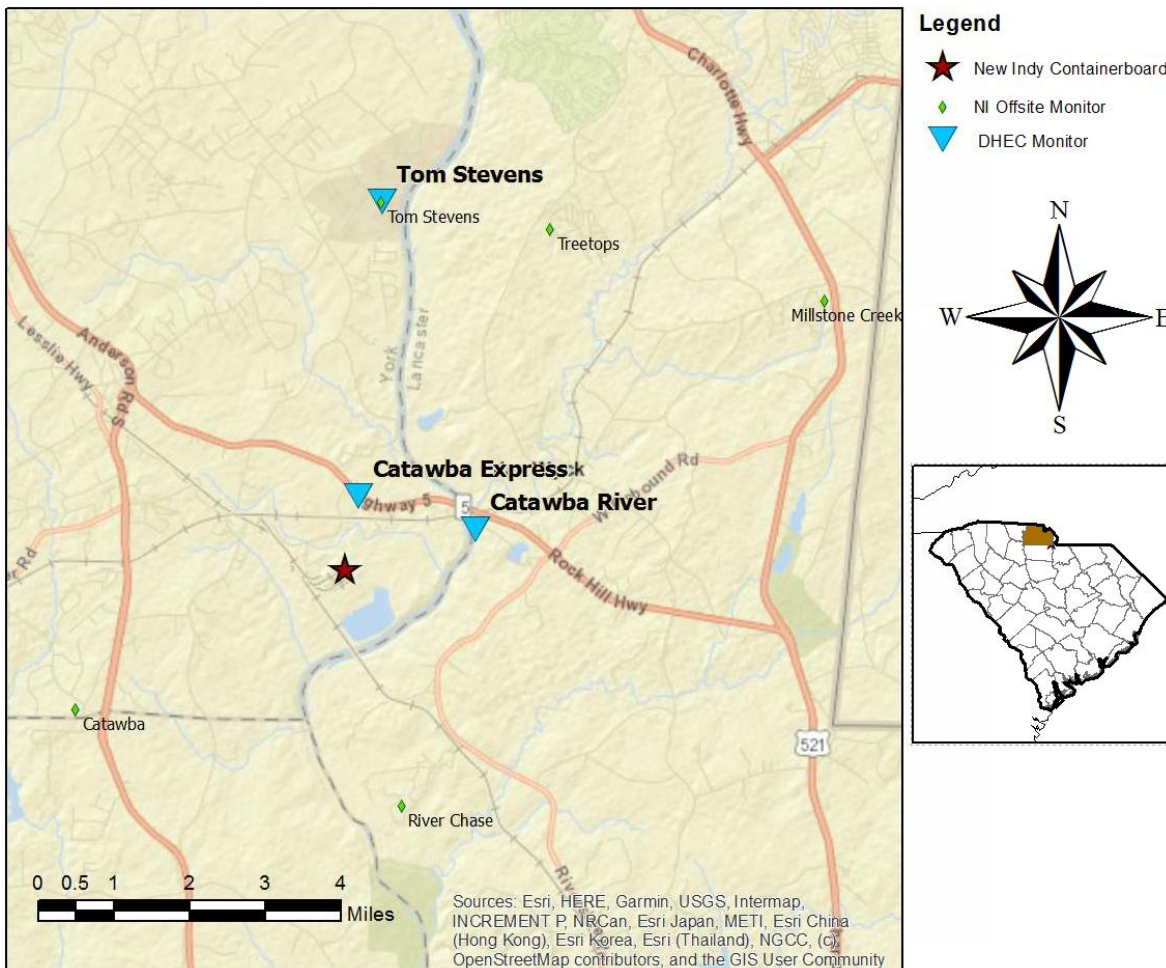 Legend
New Indy Containerboard
NI Offsite Monitor
DHEC Monitor
N
W
E
S
Charlotte Hwy
Tom Stevens
Tom Stevens
Treetops
Millstone Creek
York
Lancaster
Lesslie Hwy
Anderson Rd S
Catawba Express
Highway 5
5
Catawba River
Rock Hill Hwy
Catawba
521
River Chase
0 0.5 1 2 3 4
Miles
Sources: Esri, HERE, Garmin, USGS, Intermap,
INCREMENT P, NRCan, Esri Japan, METI, Esri China
(Hong Kong), Esri Korea, Esri (Thailand), NGCC, (c)
OpenStreetMap contributors, and the GIS User Community